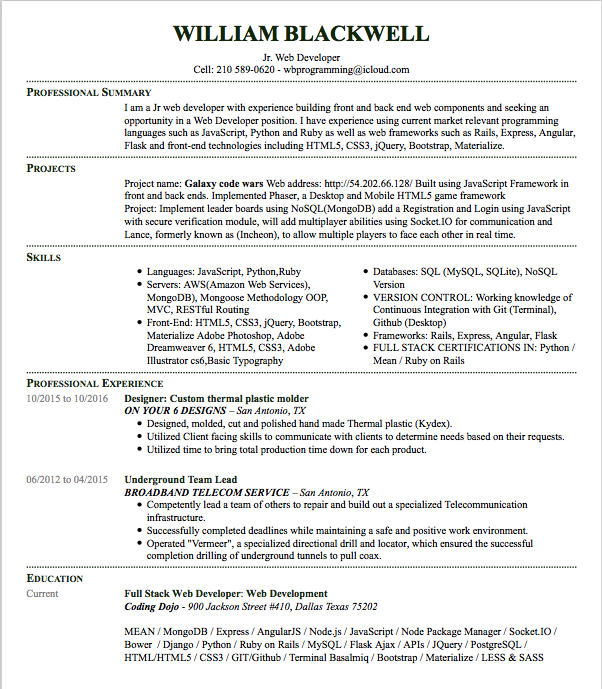 WILLIAM BLACKWELL
Jr. Web Developer
Cell: 210 589-0620 - wbprogramming@icloud.com
PROFESSIONAL SUMMARY
I am a Jr web developer with experience building front and back end web components and seeking an
opportunity in a Web Developer position. I have experience using current market relevant programming
languages such as JavaScript, Python and Ruby as well as web frameworks such as Rails, Express, Angular,
Flask and front-end technologies including HTML5, CSS3, jQuery, Bootstrap, Materialize.
PROJECTS
Project name: Galaxy code wars Web address: http://54.202.66.128/ Built using JavaScript Framework in
front and back ends. Implemented Phaser, a Desktop and Mobile HTML5 game framework
Project: Implement leader boards using NoSQL(MongoDB) add a Registration and Login using JavaScript
with secure verification module, will add multiplayer abilities using Socket.IO for communication and
Lance, formerly known as (Incheon), to allow multiple players to face each other in real time.
SKILLS
• Languages: JavaScript, Python,Ruby
• Servers: AWS(Amazon Web Services),
MongoDB), Mongoose Methodology OOP,
MVC, RESTful Routing
• Front-End: HTML5, CSS3, jQuery, Bootstrap,
Materialize Adobe Photoshop, Adobe
Dreamweaver 6, HTML5, CSS3, Adobe
Illustrator cs6,Basic Typography
• Databases: SQL (MySQL, SQLite), NoSQL
Version
• VERSION CONTROL: Working knowledge of
Continuous Integration with Git (Terminal),
Github (Desktop)
• Frameworks: Rails, Express, Angular, Flask
• FULL STACK CERTIFICATIONS IN: Python /
Mean / Ruby on Rails
PROFESSIONAL EXPERIENCE
10/2015 to 10/2016 Designer: Custom thermal plastic molder
ON YOUR 6 DESIGNS – San Antonio, TX
• Designed, molded, cut and polished hand made Thermal plastic (Kydex).
• Utilized Client facing skills to communicate with clients to determine needs based on their requests.
• Utilized time to bring total production time down for each product.
06/2012 to 04/2015 Underground Team Lead
BROADBAND TELECOM SERVICE – San Antonio, TX
• Competently lead a team of others to repair and build out a specialized Telecommunication
infrastructure.
• Successfully completed deadlines while maintaining a safe and positive work environment.
• Operated "Vermeer", a specialized directional drill and locator, which ensured the successful
completion drilling of underground tunnels to pull coax.
EDUCATION
Current Full Stack Web Developer: Web Development
Coding Dojo - 900 Jackson Street #410, Dallas Texas 75202
MEAN / MongoDB / Express / AngularJS / Node.js / JavaScript / Node Package Manager / Socket.IO /
Bower / Django / Python / Ruby on Rails / MySQL / Flask Ajax / APIs / JQuery / PostgreSQL /
HTML/HTML5 / CSS3 / GIT/Github / Terminal Basalmiq / Bootstrap / Materialize / LESS & SASS